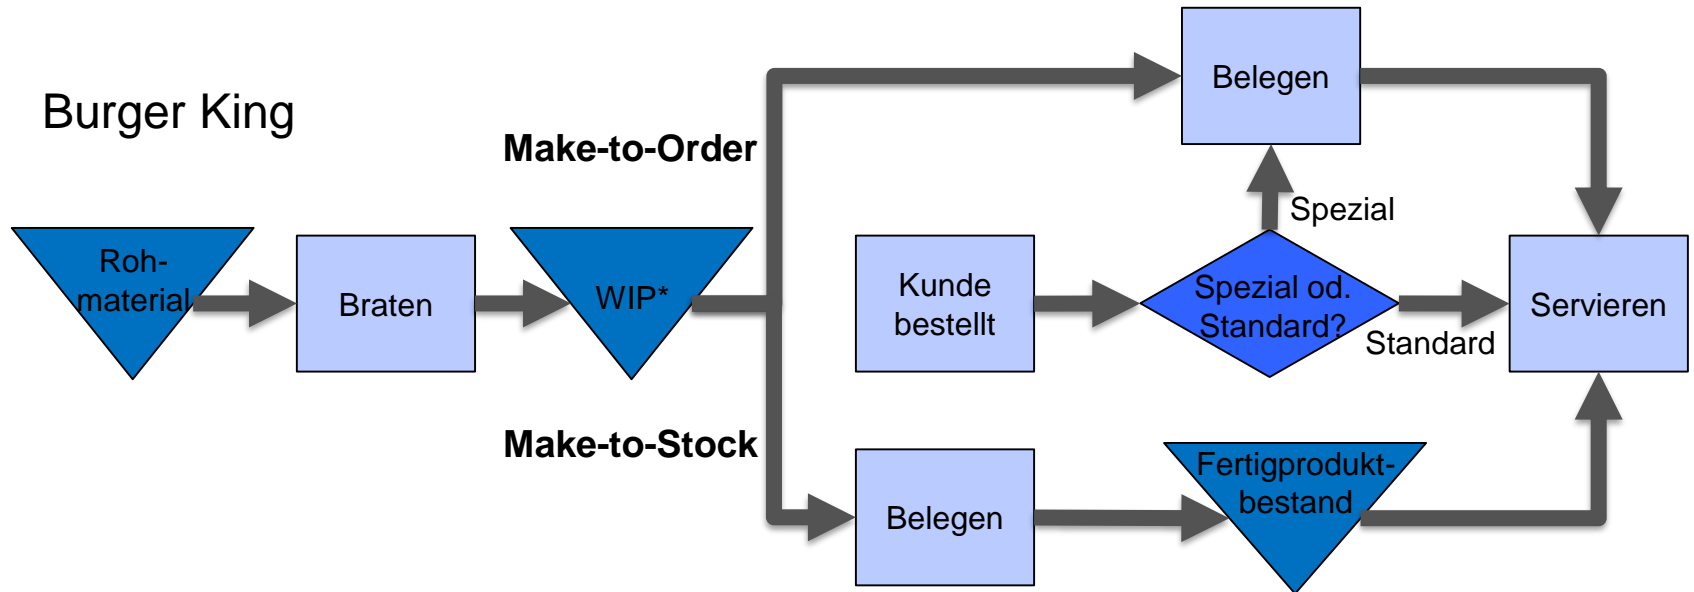 Burger King
Make-to-Order
Belegen
Spezial
Roh-
material
Braten
WIP*
Kunde
bestellt
Spezial od.
Standard?
Standard
Servieren
Make-to-Stock
Belegen
Fertigprodukt-
bestand